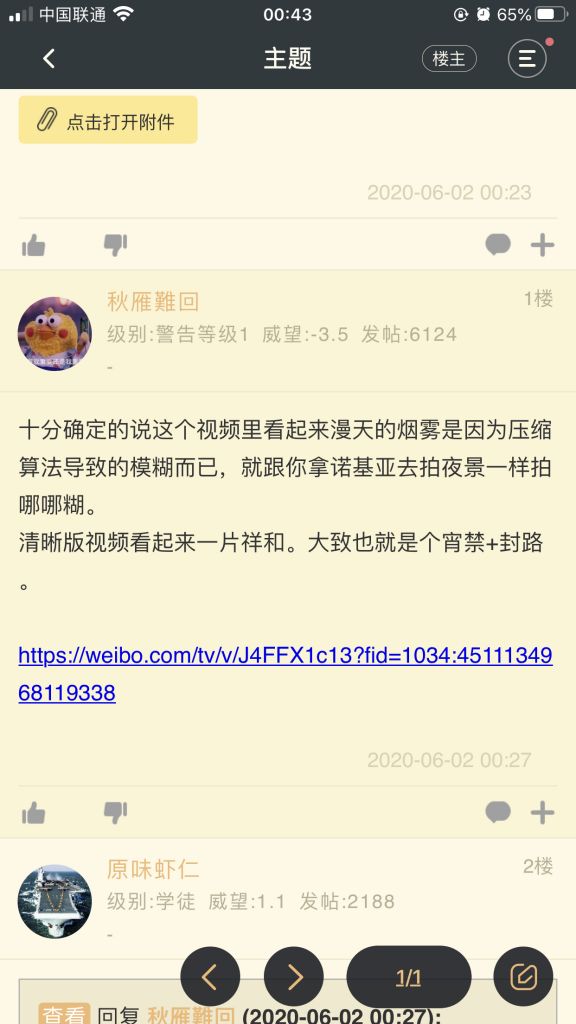 中国联通 00:43 65%
主题 楼主
点击打开附件
2020-06-02 00:23
秋雁難回 1楼
级别:警告等级1 威望:-3.5 发帖:6124
-
十分确定的说这个视频里看起来漫天的烟雾是因为压缩
算法导致的模糊而已，就跟你拿诺基亚去拍夜景一样拍
哪哪糊。
清晰版视频看起来一片祥和。大致也就是个宵禁+封路
。
https://weibo.com/tv/v/J4FFX1c13?fid=1034:45111349
68119338
2020-06-02 00:27
原味虾仁 2楼
级别:学徒 威望:1.1 发帖:2188
-
1/1
查看 回复 秋雁難回 (2020-06-02 00:27):